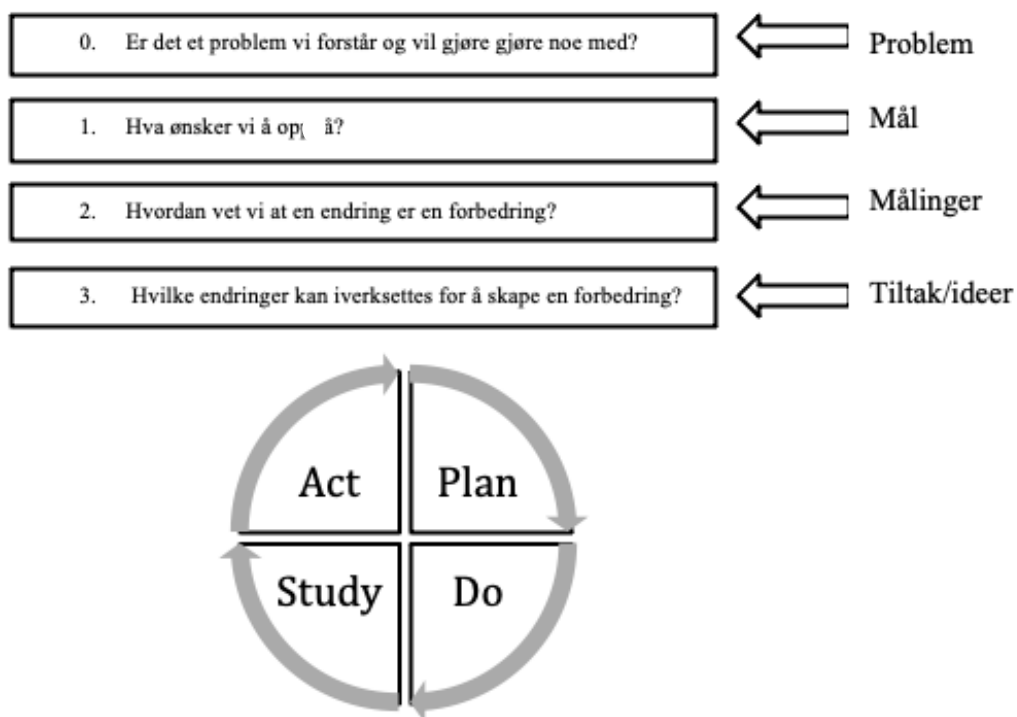 0. Er det et problem vi forstår og vil gjøre gjøre noe med?
Problem
1. Hva ønsker vi å å?
Mål
2. Hvordan vet vi at en endring er en forbedring?
Målinger
3. Hvilke endringer kan iverksettes for å skape en forbedring?
Tiltak/ideer
Act Plan
Study Do